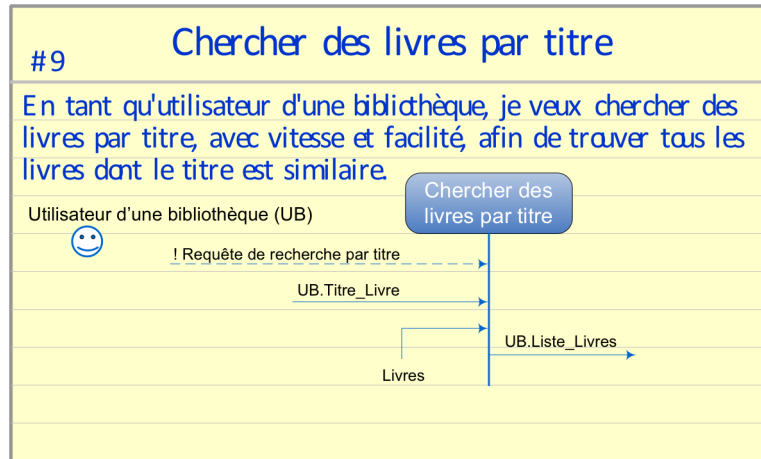 Chercher des livres par titre
#9
En tant qu'utilisateur d'une bibliothèque, je veux chercher des
livres par titre, avec vitesse et facilité, afin de trouver tous les
livres dont le titre est similaire.
Chercher des
livres par titre
Utilisateur d'une bibliothèque (UB)
! Requête de recherche par titre
UB.Titre_Livre
UB.Liste_Livres
Livres